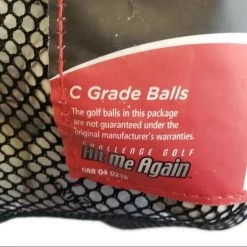 C Grade Balls
The golf balls in this package
are not guaranteed under the
original manufacturer's warranties.
CHALLENGE GOLF
Hit Me Again
088 04 0216